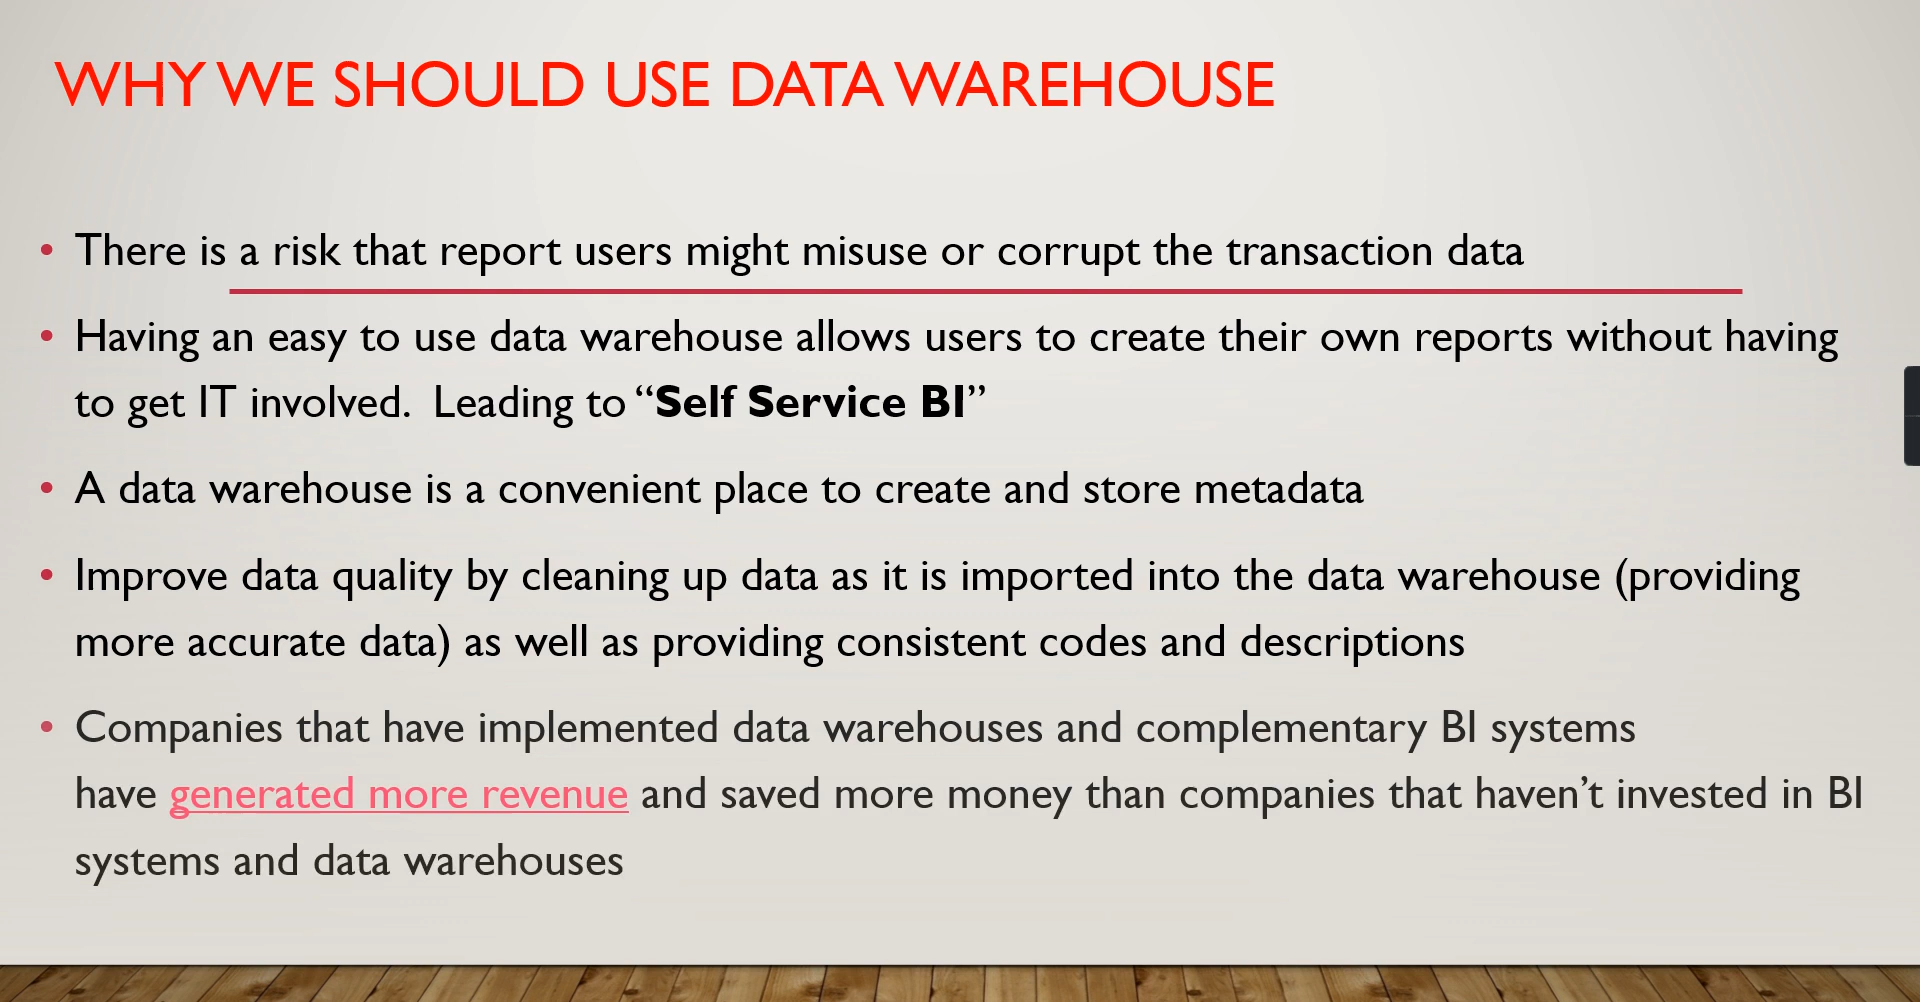 WHY WE SHOULD USE DATA WAREHOUSE
• There is a risk that report users might misuse or corrupt the transaction data
• Having an easy to use data warehouse allows users to create their own reports without having
to get IT involved.  Leading to “Self Service BI”
• A data warehouse is a convenient place to create and store metadata
• Improve data quality by cleaning up data as it is imported into the data warehouse (providing
more accurate data) as well as providing consistent codes and descriptions
• Companies that have implemented data warehouses and complementary BI systems
have generated more revenue and saved more money than companies that haven’t invested in BI
systems and data warehouses